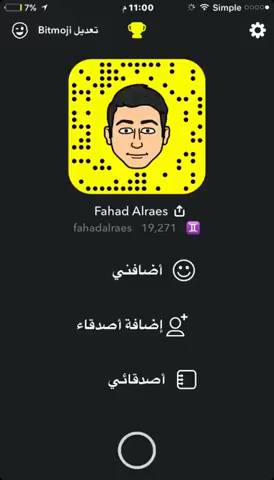 7% 11:00 م Simple
تعديل Bitmoji
Fahad Alraes
fahadalraes 19,271 ♊
أضافني
إضافة أصدقاء
أصدقائي